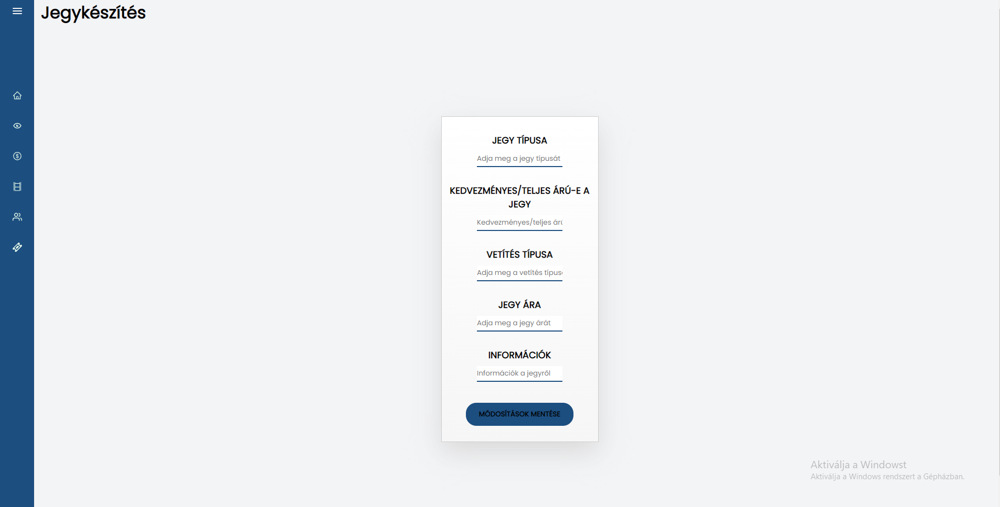 Jegykészítés
JEGY TÍPUSA
Adja meg a jegy típusát
KEDVEZMÉNYES/TELJES ÁRÚ-E A
JEGY
Kedvezményes/teljes árú
VETÍTÉS TÍPUSA
Adja meg a vetítés típusa
JEGY ÁRA
Adja meg a jegy árát
INFORMÁCIÓK
Információk a jegyről
MÓDOSÍTÁSOK MENTÉSE
Aktiválja a Windowst
Aktiválja a Windows rendszert a Gépházban.